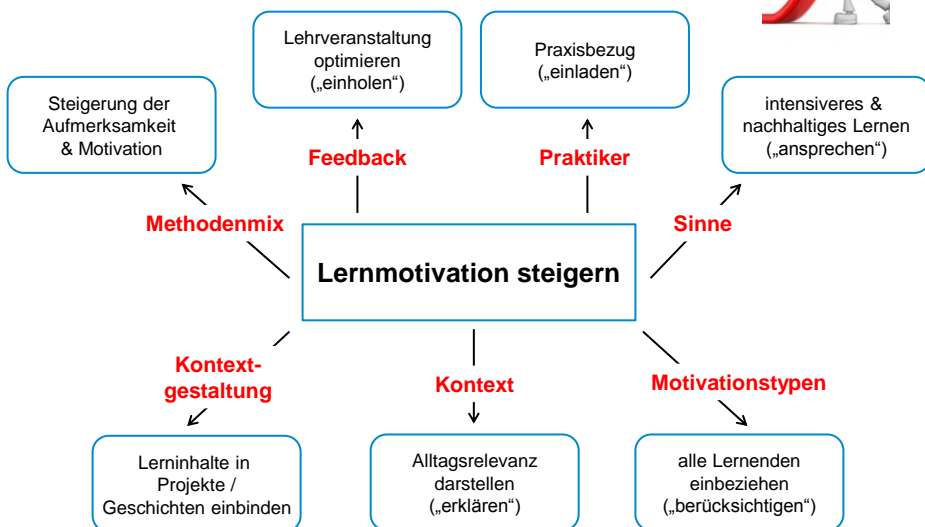 Lehrveranstaltung
optimieren
(„einholen“)
Praxisbezug
(„einladen“)
Steigerung der
Aufmerksamkeit
& Motivation
intensiveres &
nachhaltiges Lernen
(„ansprechen“)
Feedback
Praktiker
Methodenmix
Sinne
Lernmotivation steigern
Kontext-
gestaltung
Kontext
Motivationstypen
Lerninhalte in
Projekte /
Geschichten einbinden
Alltagsrelevanz
darstellen
(„erklären“)
alle Lernenden
einbeziehen
(„berücksichtigen“)